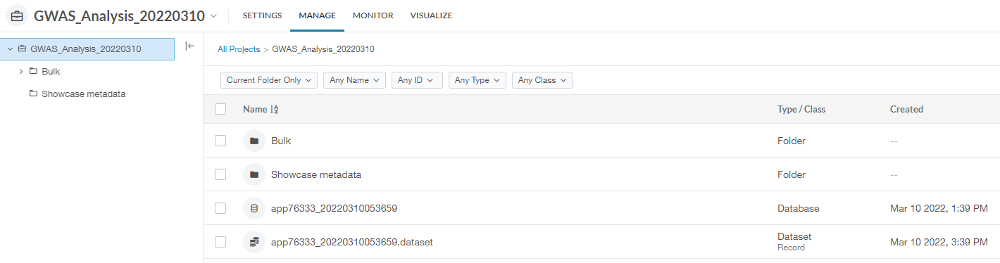 GWAS_Analysis_20220310 SETTINGS MANAGE MONITOR VISUALIZE
GWAS_Analysis_20220310
Bulk
Showcase metadata
All Projects > GWAS_Analysis_20220310
Current Folder Only Any Name Any ID Any Type Any Class
Name Type / Class Created
Bulk Folder --
Showcase metadata Folder --
app76333_20220310053659 Database Mar 10 2022, 1:39 PM
app76333_20220310053659.dataset Dataset Mar 10 2022, 3:39 PM
Record